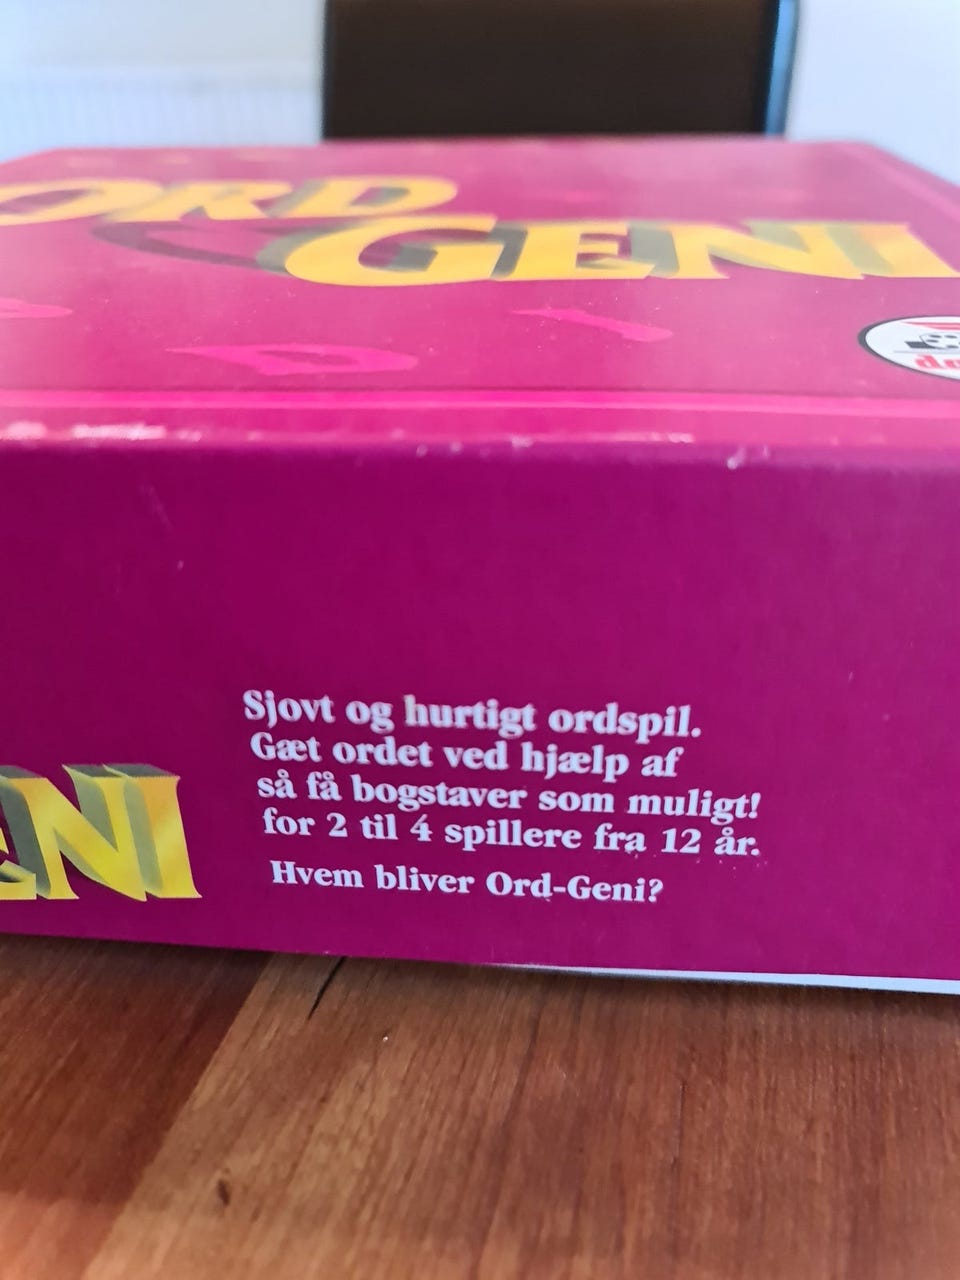 ORD
GENI
Sjovt og hurtigt ordspil.
Gæt ordet ved hjælp af
så få bogstaver som muligt!
for 2 til 4 spillere fra 12 år.
Hvem bliver Ord-Geni?